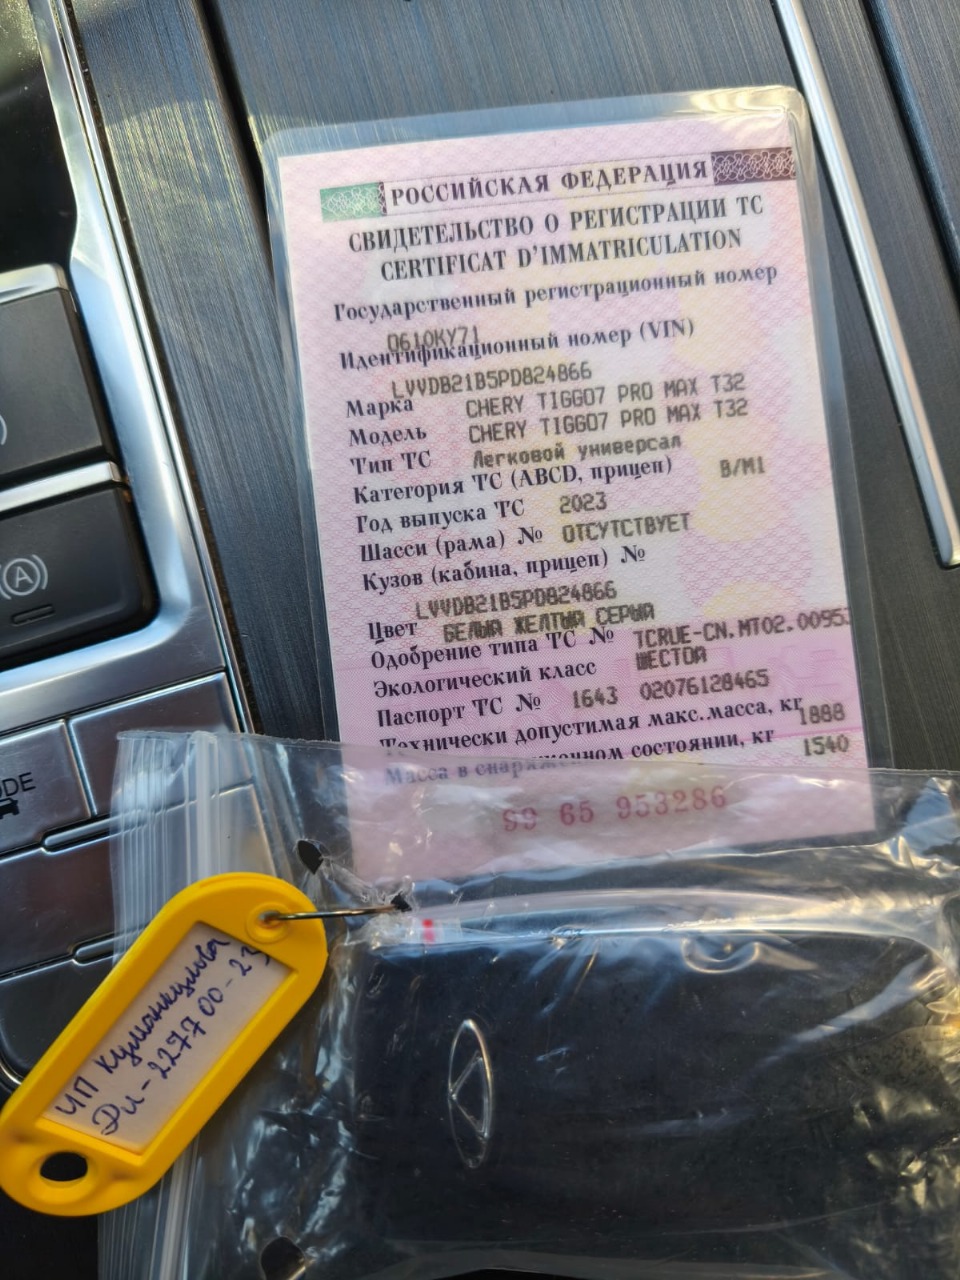 РОССИЙСКАЯ ФЕДЕРАЦИЯ
СВИДЕТЕЛЬСТВО О РЕГИСТРАЦИИ ТС
CERTIFICAT D'IMMATRICULATION
Государственный регистрационный номер
О610КУ71
Идентификационный номер (VIN)
LVVDB21B5PD824866
Марка CHERY TIGGO7 PRO MAX T32
Модель CHERY TIGGO7 PRO MAX T32
Тип ТС Легковой универсал
Категория ТС (ABCD, прицеп) B/M1
Год выпуска ТС 2023
Шасси (рама) № ОТСУТСТВУЕТ
Кузов (кабина, прицеп) №
LVVDB21B5PD824866
Цвет БЕЛЫЙ ЖЕЛТЫЙ СЕРЫЙ
Одобрение типа ТС № TCRUE-CN.MT02.00953
Экологический класс ШЕСТОЙ
Паспорт ТС № 1643 02076128465
Технически допустимая макс.масса, кг 1888
Масса в снаряженном состоянии, кг 1540
99 65 953286
ИП Кулманкулова
Ди-227700-23
A